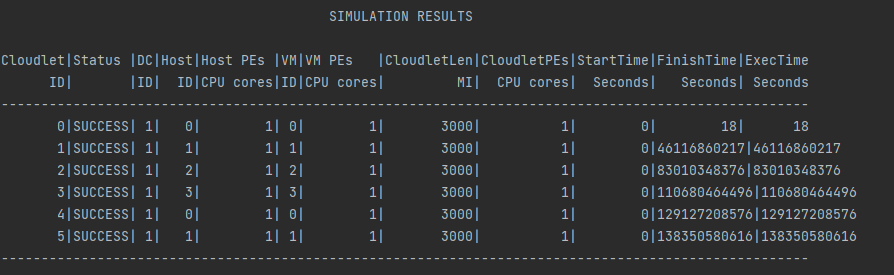 SIMULATION RESULTS
Cloudlet|Status |DC|Host|Host PEs |VM|VM PEs   |CloudletLen|CloudletPEs|StartTime|FinishTime|ExecTime
      ID|       |ID|  ID|CPU cores|ID|CPU cores|         MI|  CPU cores|  Seconds|   Seconds| Seconds
-----------------------------------------------------------------------------------------------------
       0|SUCCESS| 1|   0|        1| 0|        1|       3000|          1|        0|        18|      18
       1|SUCCESS| 1|   1|        1| 1|        1|       3000|          1|        0|46116860217|46116860217
       2|SUCCESS| 1|   2|        1| 2|        1|       3000|          1|        0|83010348376|83010348376
       3|SUCCESS| 1|   3|        1| 3|        1|       3000|          1|        0|110680464496|110680464496
       4|SUCCESS| 1|   0|        1| 0|        1|       3000|          1|        0|129127208576|129127208576
       5|SUCCESS| 1|   1|        1| 1|        1|       3000|          1|        0|138350580616|138350580616
-----------------------------------------------------------------------------------------------------